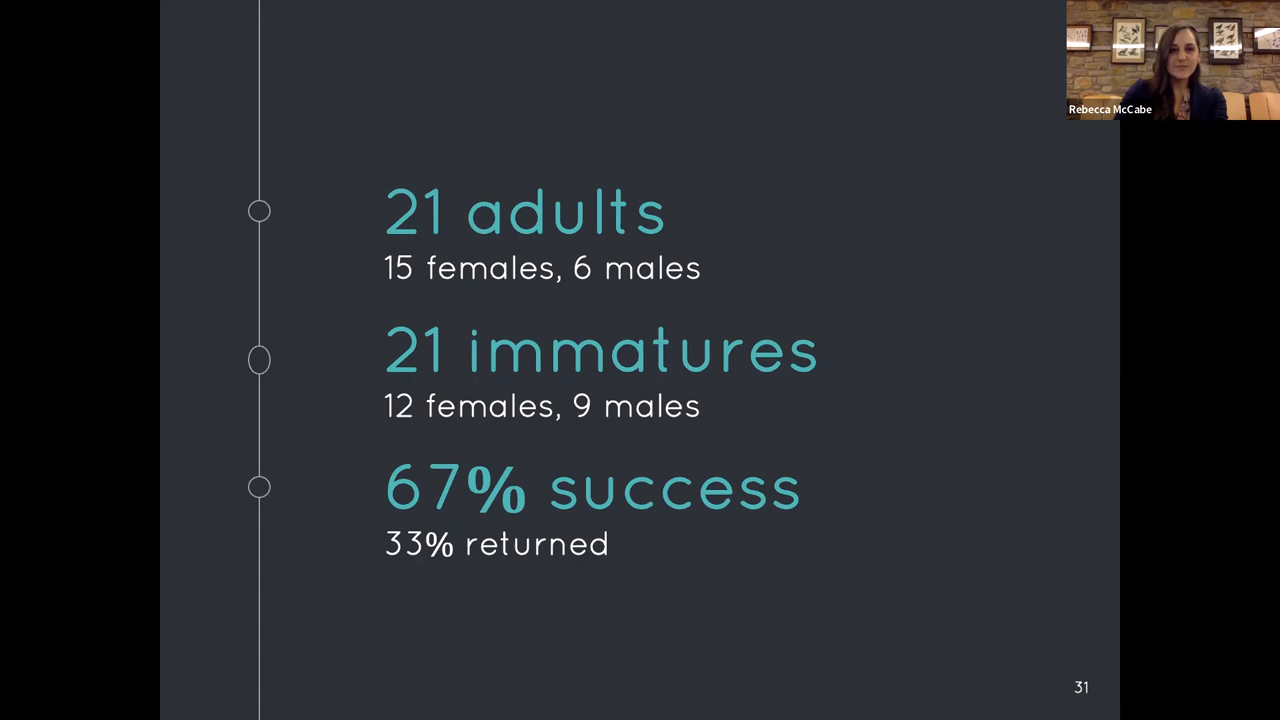 Rebecca McCabe
21 adults
15 females, 6 males
21 immatures
12 females, 9 males
67% success
33% returned
31